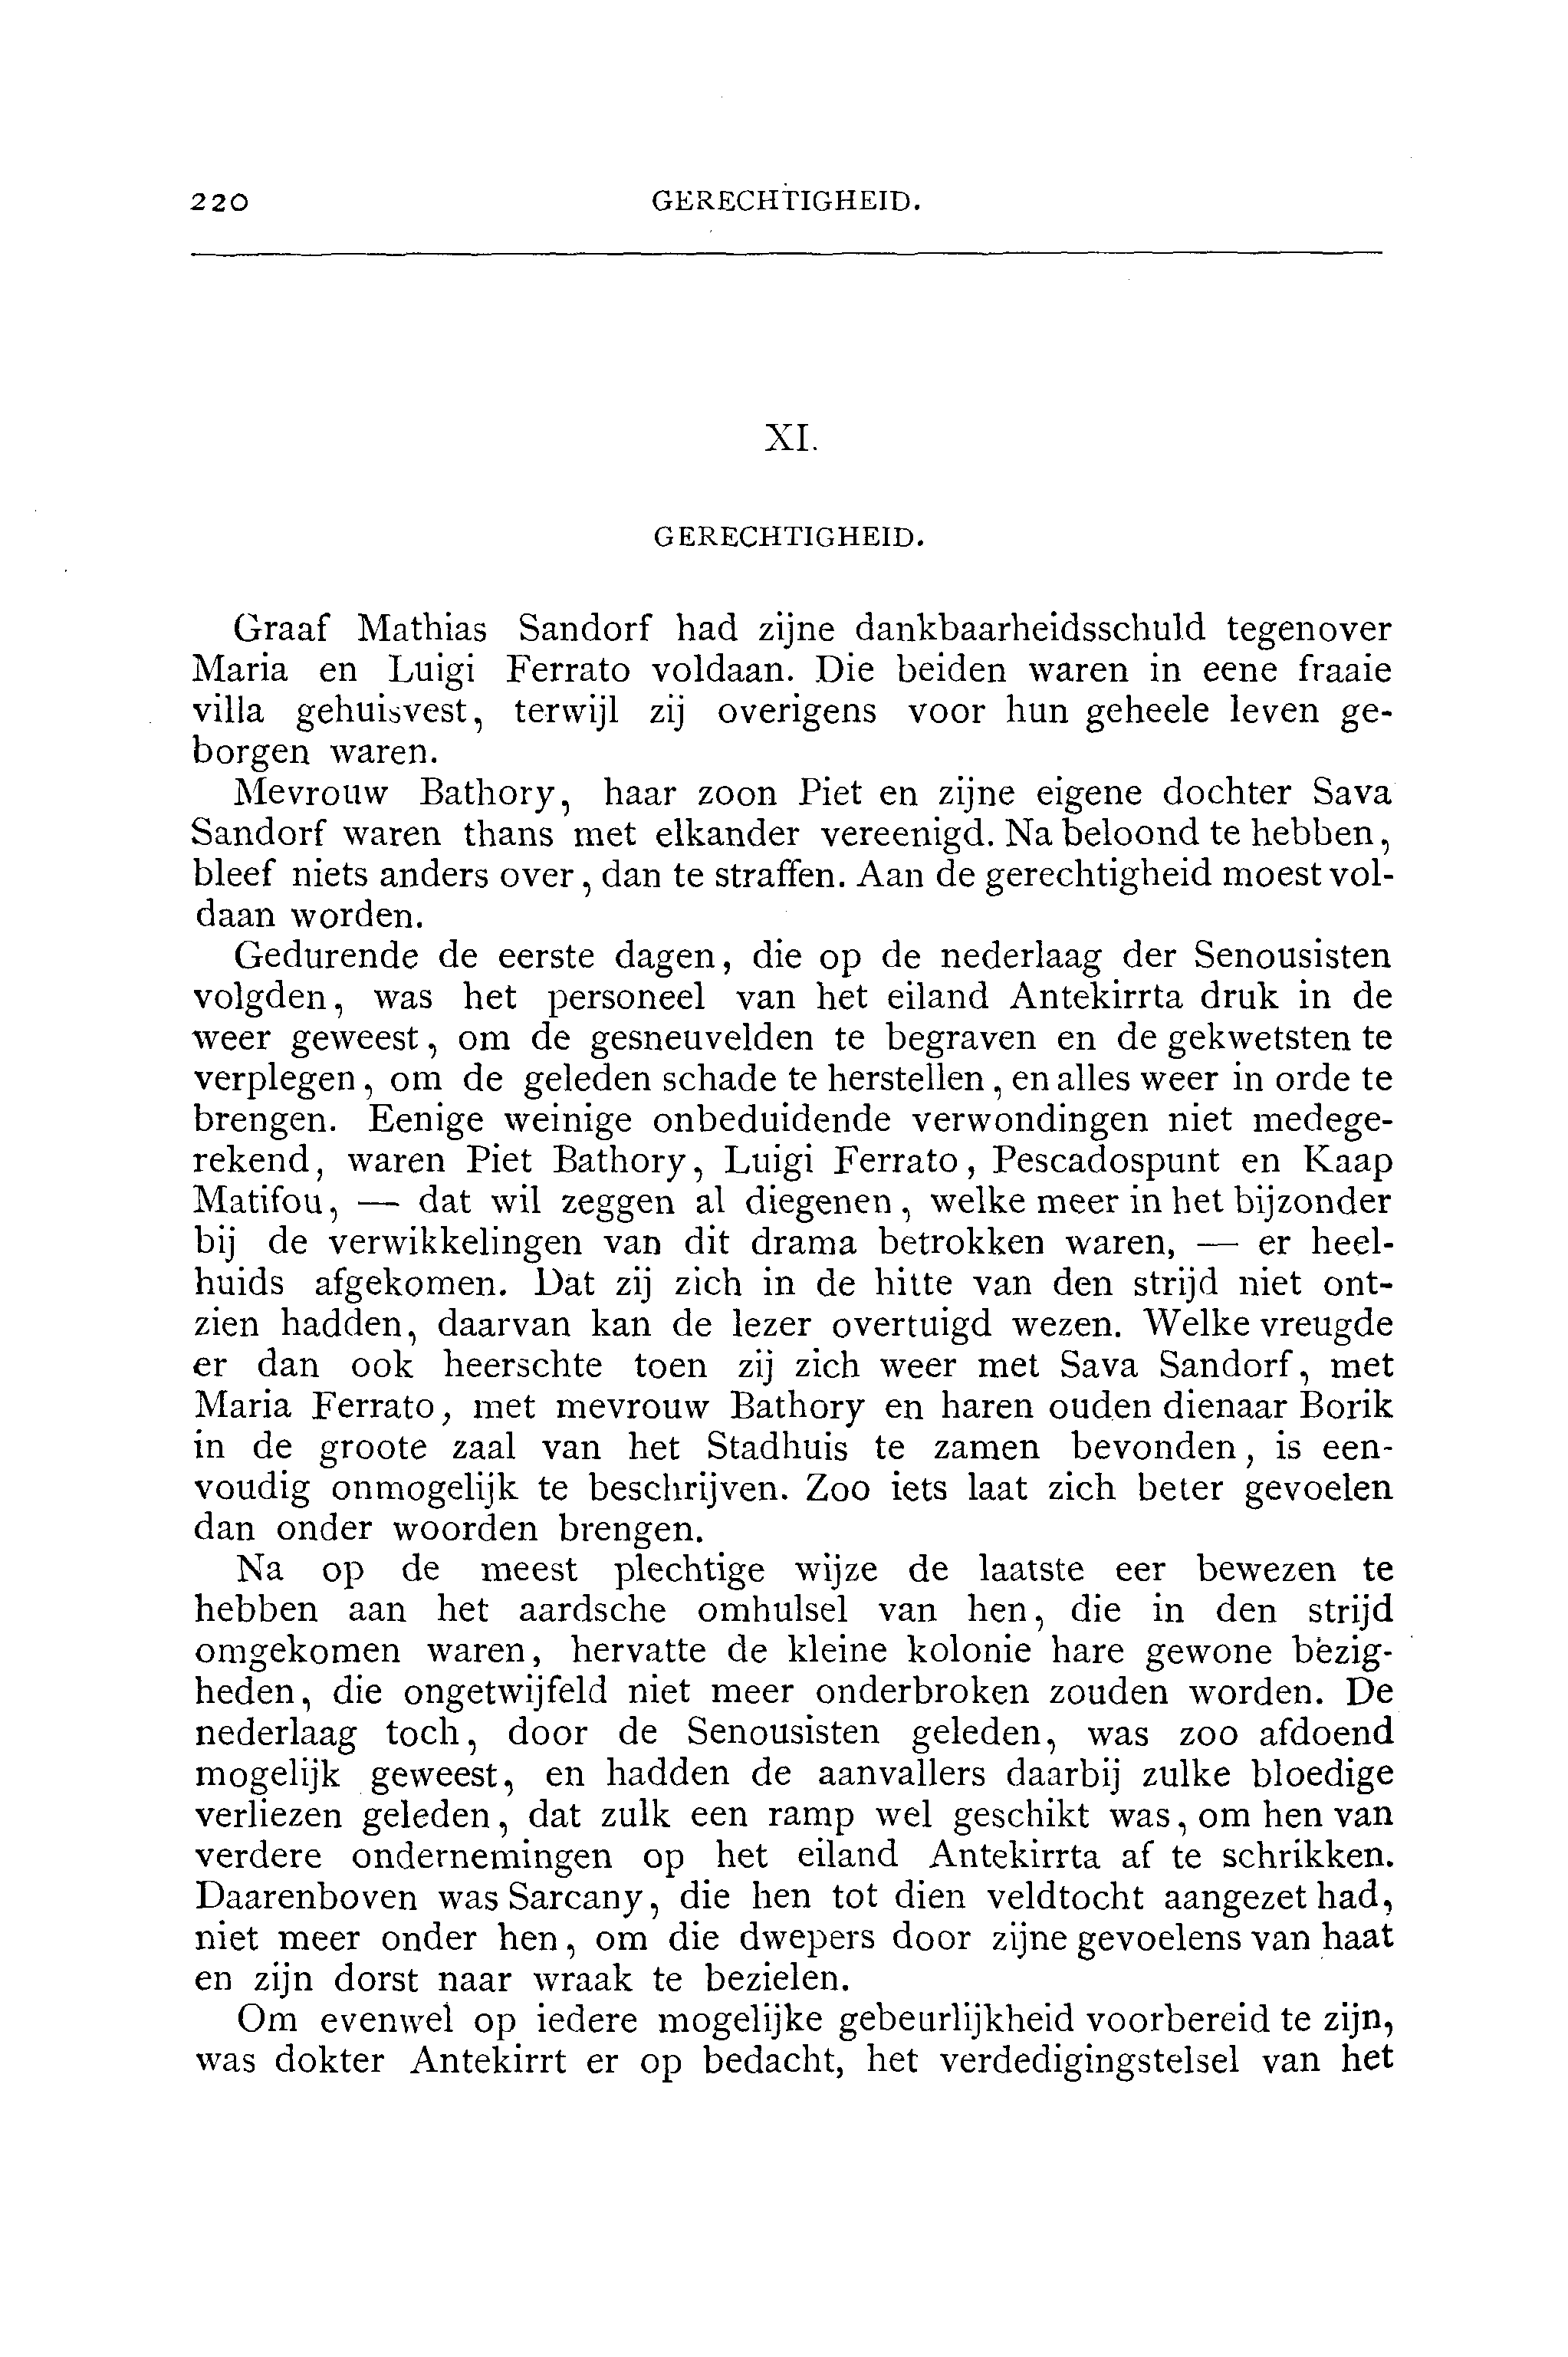 220 GERECHTIGHEID.
XI.
GERECHTIGHEID.
Graaf Mathias Sandorf had zijne dankbaarheidsschuld tegenover
Maria en Luigi Ferrato voldaan. Die beiden waren in eene fraaie
villa gehuisvest, terwijl zij overigens voor hun geheele leven ge-
borgen waren.
Mevrouw Bathory, haar zoon Piet en zijne eigene dochter Sava
Sandorf waren thans met elkander vereenigd. Na beloond te hebben,
bleef niets anders over, dan te straffen. Aan de gerechtigheid moest vol-
daan worden.
Gedurende de eerste dagen, die op de nederlaag der Senousisten
volgden, was het personeel van het eiland Antekirrta druk in de
weer geweest, om de gesneuvelden te begraven en de gekwetsten te
verplegen, om de geleden schade te herstellen, en alles weer in orde te
brengen. Eenige weinige onbeduidende verwondingen niet medege-
rekend, waren Piet Bathory, Luigi Ferrato, Pescadospunt en Kaap
Matifou, — dat wil zeggen al diegenen, welke meer in het bijzonder
bij de verwikkelingen van dit drama betrokken waren, — er heel-
huids afgekomen. Dat zij zich in de hitte van den strijd niet ont-
zien hadden, daarvan kan de lezer overtuigd wezen. Welke vreugde
er dan ook heerschte toen zij zich weer met Sava Sandorf, met
Maria Ferrato, met mevrouw Bathory en haren ouden dienaar Borik
in de groote zaal van het Stadhuis te zamen bevonden, is een-
voudig onmogelijk te beschrijven. Zoo iets laat zich beter gevoelen
dan onder woorden brengen.
Na op de meest plechtige wijze de laatste eer bewezen te
hebben aan het aardsche omhulsel van hen, die in den strijd
omgekomen waren, hervatte de kleine kolonie hare gewone bezig-
heden, die ongetwijfeld niet meer onderbroken zouden worden. De
nederlaag toch, door de Senousisten geleden, was zoo afdoend
mogelijk geweest, en hadden de aanvallers daarbij zulke bloedige
verliezen geleden, dat zulk een ramp wel geschikt was, om hen van
verdere ondernemingen op het eiland Antekirrta af te schrikken.
Daarenboven was Sarcany, die hen tot dien veldtocht aangezet had,
niet meer onder hen, om die dwepers door zijne gevoelens van haat
en zijn dorst naar wraak te bezielen.
Om evenwel op iedere mogelijke gebeurlijkheid voorbereid te zijn,
was dokter Antekirrt er op bedacht, het verdedigingstelsel van het